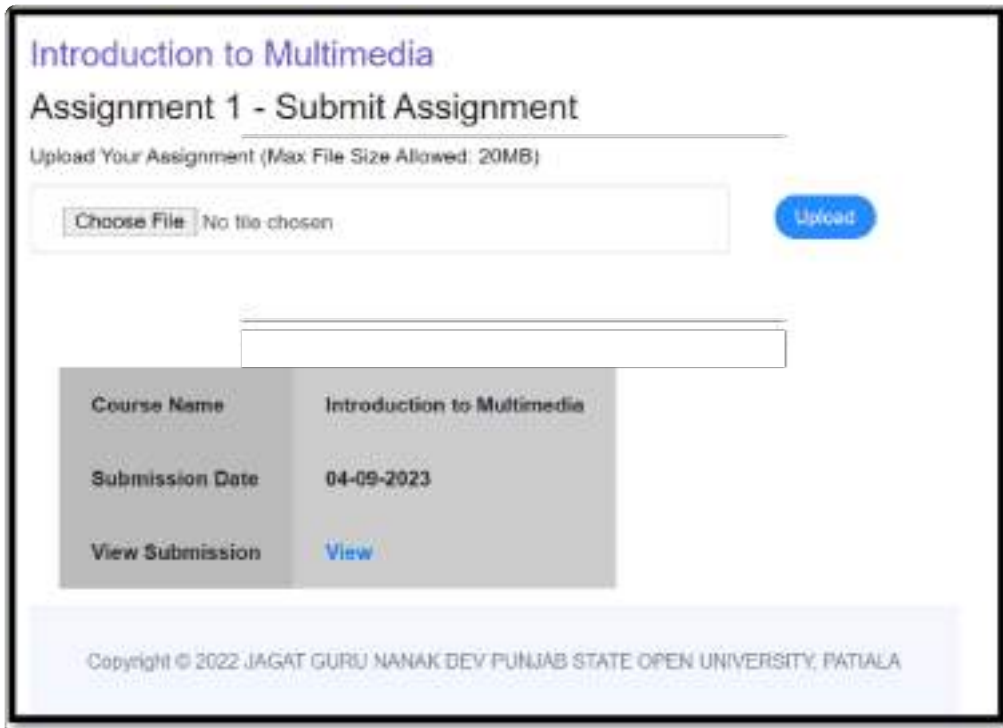 Introduction to Multimedia
Assignment 1 - Submit Assignment
Upload Your Assignment (Max File Size Allowed: 20MB)
Choose File No file chosen
Upload
Course Name Introduction to Multimedia
Submission Date 04-09-2023
View Submission View
Copyright © 2022 JAGAT GURU NANAK DEV PUNJAB STATE OPEN UNIVERSITY, PATIALA